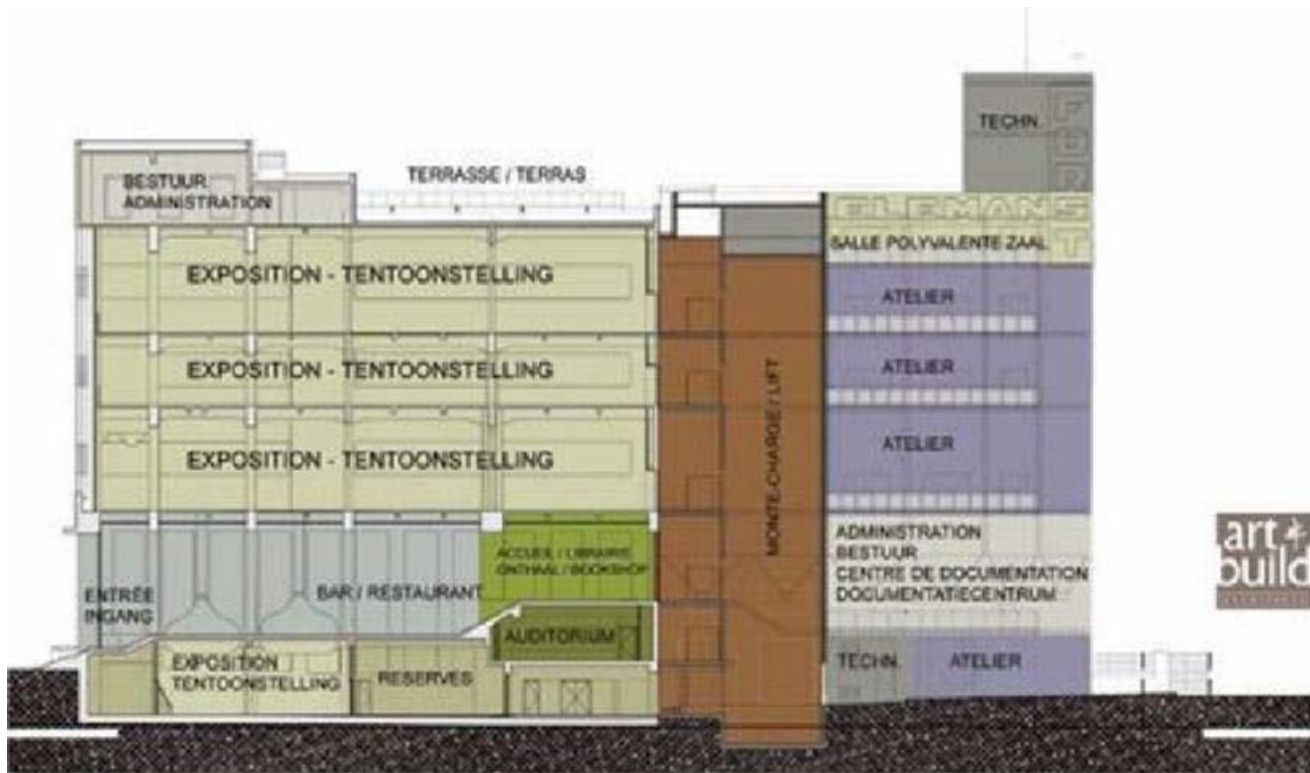 TECHN.
FORT
BESTUUR
ADMINISTRATION
TERRASSE / TERRAS
ELEMANS
SALLE POLYVALENTE ZAAL
EXPOSITION - TENTOONSTELLING
ATELIER
EXPOSITION - TENTOONSTELLING
ATELIER
EXPOSITION - TENTOONSTELLING
ATELIER
MONTE-CHARGE / LIFT
ACCUEIL / LIBRAIRIE
ONTHAAL / BOOKSHOP
ENTRÉE
INGANG
BAR / RESTAURANT
ADMINISTRATION
BESTUUR
CENTRE DE DOCUMENTATION
DOCUMENTATIECENTRUM
AUDITORIUM
EXPOSITION
TENTOONSTELLING
RESERVES
TECHN.
ATELIER
art
build